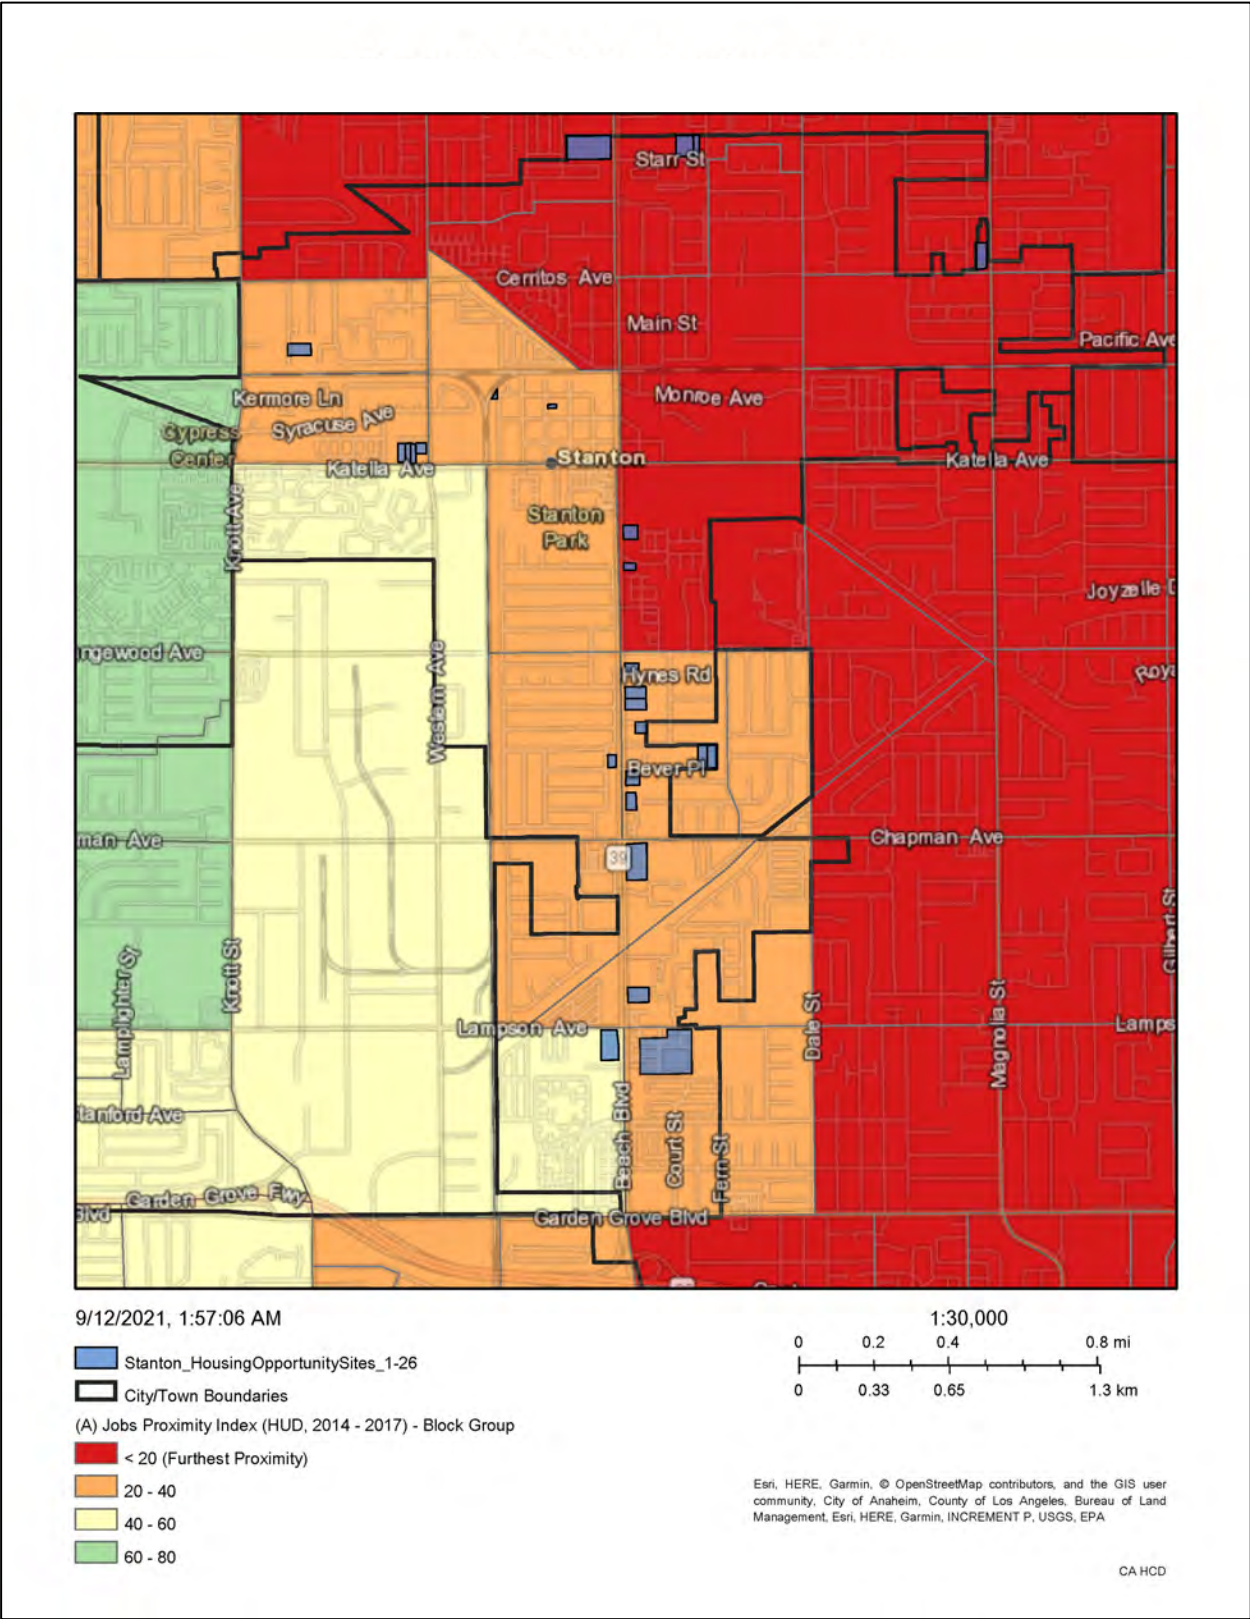 Starr St
Cerritos Ave
Main St
Pacific Ave
Kermore Ln
Monroe Ave
Syracuse Ave
Cypress
Center
Stanton
Katella Ave
Katella Ave
Knott Ave
Stanton
Park
Joyzelle D
ngewood Ave
Western Ave
Hynes Rd
Roya
Bever Pl
man Ave
39
Chapman Ave
Gilbert St
Lamplighter St
Knott St
Lampson Ave
Dale St
Magnolia St
Lamps
tanford Ave
Beach Blvd
Court St
Fern St
Garden Grove Fwy
Blvd
Garden Grove Blvd
9/12/2021, 1:57:06 AM
1:30,000
0 0.2 0.4 0.8 mi
0 0.33 0.65 1.3 km
Stanton_HousingOpportunitySites_1-26
City/Town Boundaries
(A) Jobs Proximity Index (HUD, 2014 - 2017) - Block Group
< 20 (Furthest Proximity)
20 - 40
40 - 60
60 - 80
Esri, HERE, Garmin, © OpenStreetMap contributors, and the GIS user
community, City of Anaheim, County of Los Angeles, Bureau of Land
Management, Esri, HERE, Garmin, INCREMENT P, USGS, EPA
CA HCD